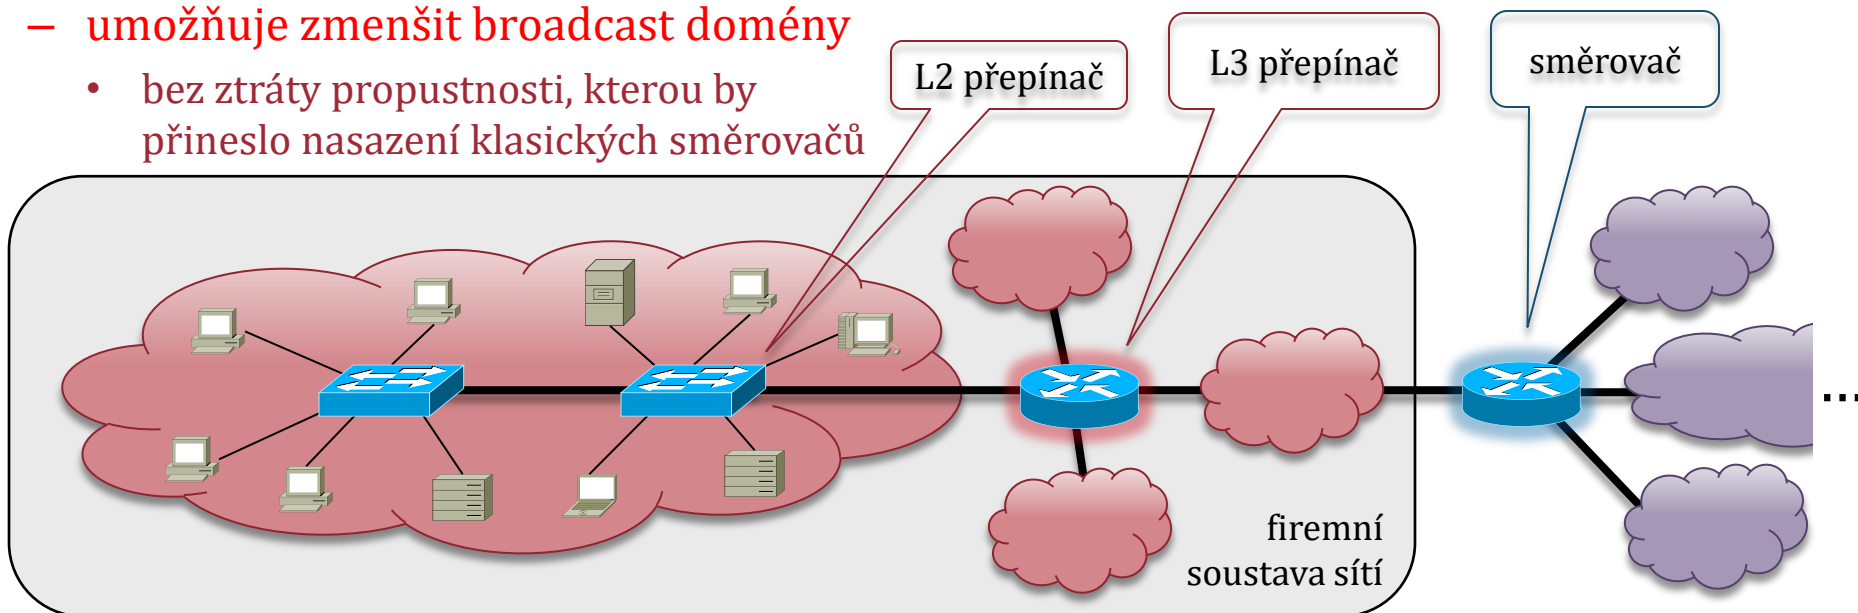 – umožňuje zmenšit broadcast domény
• bez ztráty propustnosti, kterou by
přineslo nasazení klasických směrovačů
L2 přepínač
L3 přepínač
směrovač
...
firemní
soustava sítí